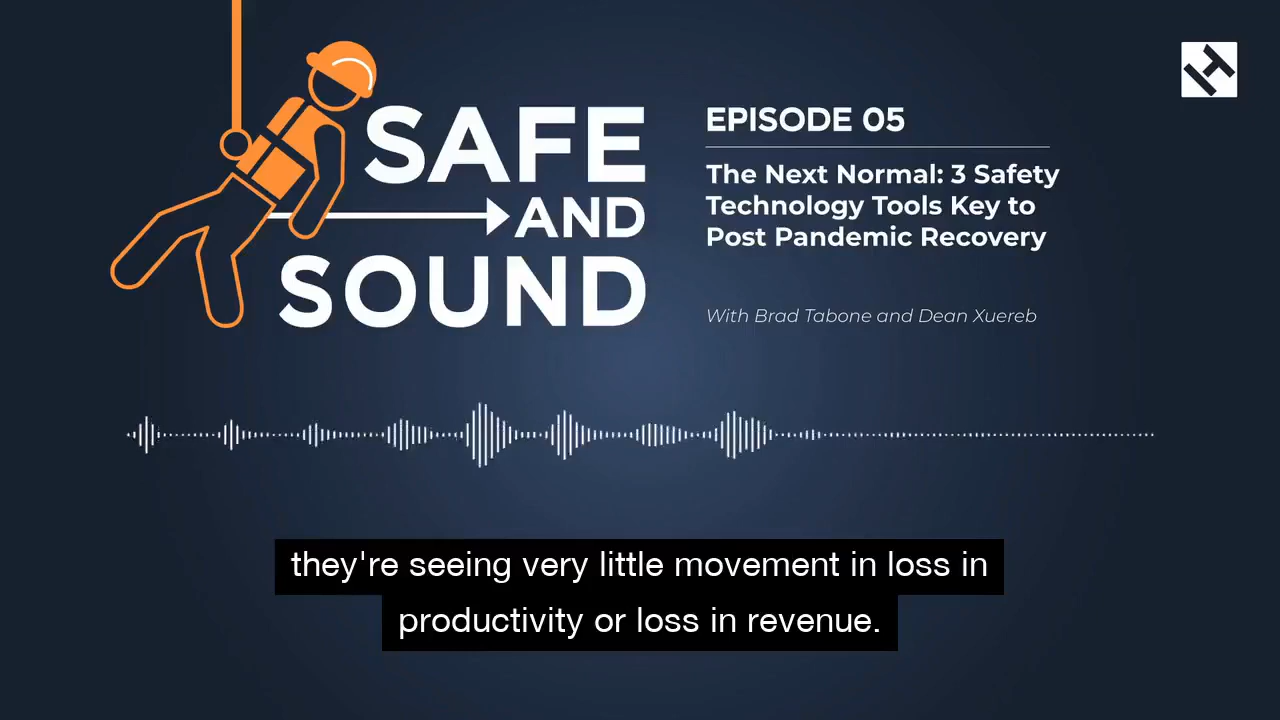 SAFE
AND
SOUND
EPISODE 05
The Next Normal: 3 Safety
Technology Tools Key to
Post Pandemic Recovery
With Brad Tabone and Dean Xuereb
they're seeing very little movement in loss in
productivity or loss in revenue.